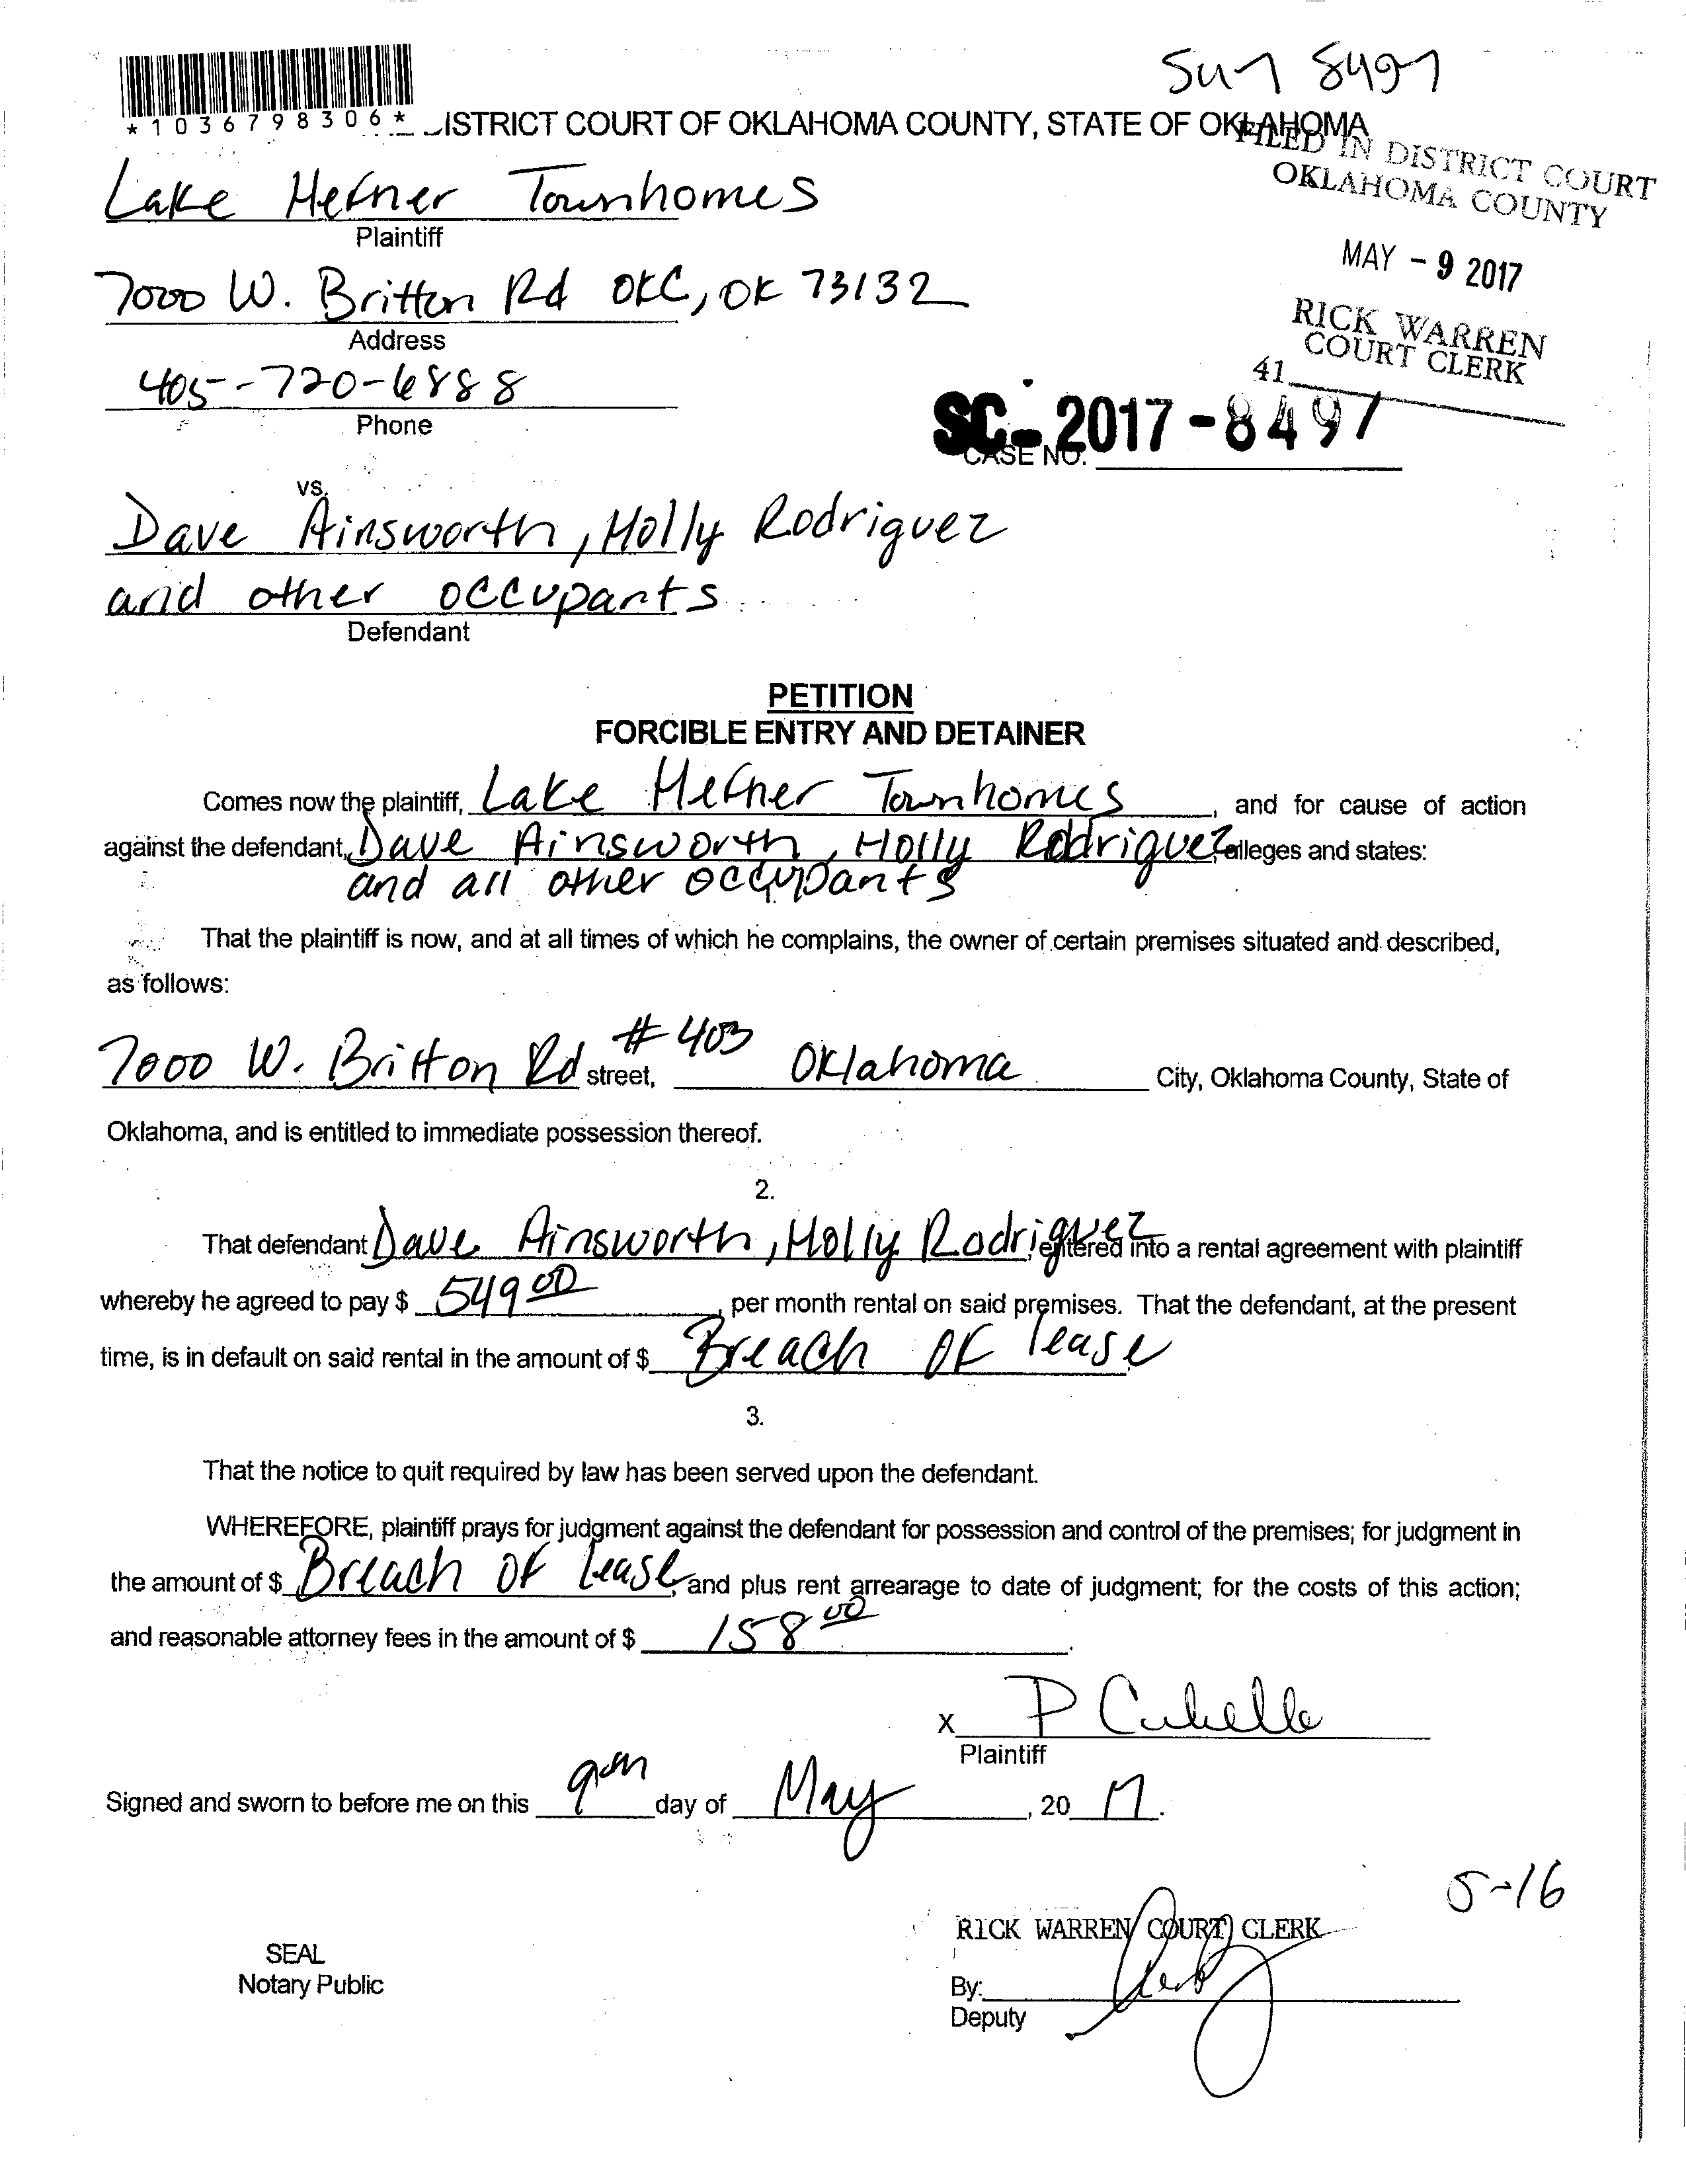 Sun 8497
*1036798306*
ISTRICT COURT OF OKLAHOMA COUNTY, STATE OF OKLAHOMA
FILED IN DISTRICT COURT
OKLAHOMA COUNTY
Lake Hefner Townhomes
Plaintiff
MAY - 9 2017
7000 W. Britton Rd OKC, OK 73132
Address
RICK WARREN
COURT CLERK
41
405-720-6888
Phone
SC-2017-8497
CASE NO.
vs.
Dave Ainsworth, Holly Rodriguez
and other occupants
Defendant
PETITION
FORCIBLE ENTRY AND DETAINER
Comes now the plaintiff, Lake Hefner Townhomes, and for cause of action
against the defendant, Dave Ainsworth, Holly Rodriguez, alleges and states:
and all other occupants
That the plaintiff is now, and at all times of which he complains, the owner of certain premises situated and described,
as follows:
7000 W. Britton Rd street, #403 Oklahoma City, Oklahoma County, State of
Oklahoma, and is entitled to immediate possession thereof.
2.
That defendant Dave Ainsworth, Holly Rodriguez entered into a rental agreement with plaintiff
whereby he agreed to pay $ 549 00, per month rental on said premises. That the defendant, at the present
time, is in default on said rental in the amount of $ Breach of lease
3.
That the notice to quit required by law has been served upon the defendant.
WHEREFORE, plaintiff prays for judgment against the defendant for possession and control of the premises; for judgment in
the amount of $ Breach of Lease, and plus rent arrearage to date of judgment; for the costs of this action;
and reasonable attorney fees in the amount of $ 158 00.
x P
Plaintiff
Signed and sworn to before me on this day of May, 20 17.
5-16
RICK WARREN COURT CLERK
SEAL
Notary Public
By:
Deputy